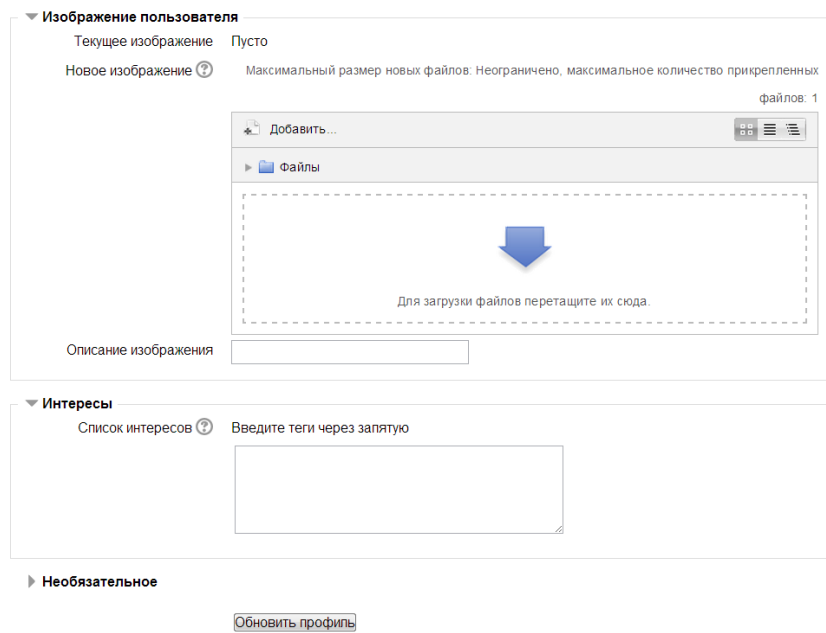 Изображение пользователя
Текущее изображение Пусто
Новое изображение Максимальный размер новых файлов: Неограничено, максимальное количество прикрепленных
файлов: 1
Добавить...
Файлы
Для загрузки файлов перетащите их сюда.
Описание изображения
Интересы
Список интересов Введите теги через запятую
Необязательное
Обновить профиль